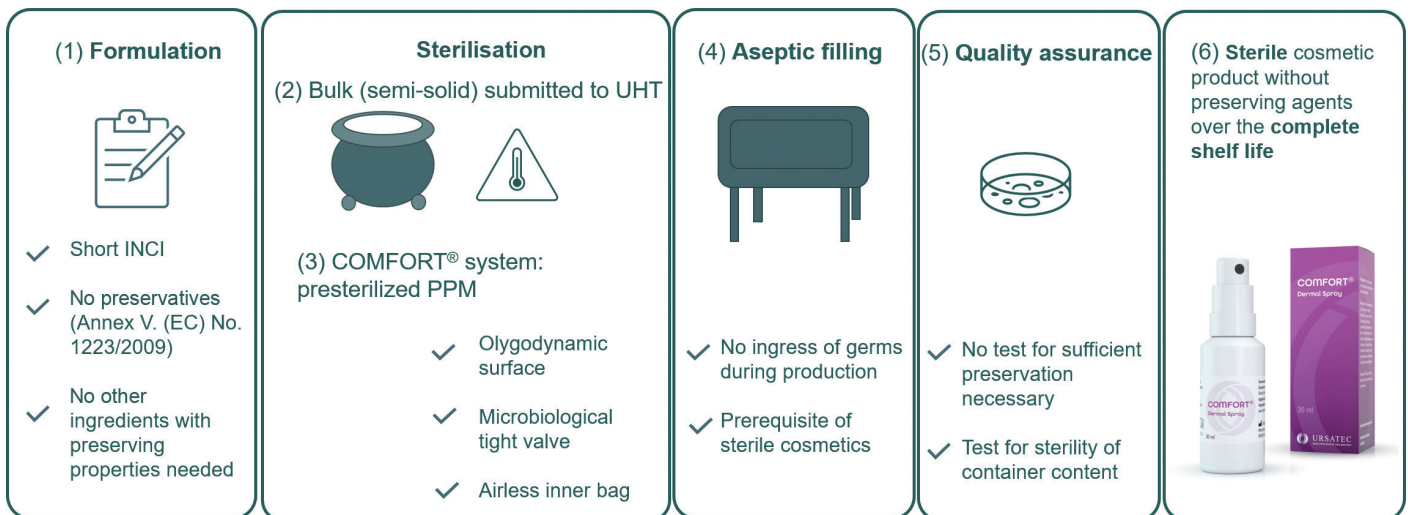 (1) Formulation
Short INCI
No preservatives
(Annex V. (EC) No.
1223/2009)
No other
ingredients with
preserving
properties needed
Sterilisation
(2) Bulk (semi-solid) submitted to UHT
(3) COMFORT® system:
presterilized PPM
Olygodynamic
surface
Microbiological
tight valve
Airless inner bag
(4) Aseptic filling
No ingress of germs
during production
Prerequisite of
sterile cosmetics
(5) Quality assurance
No test for sufficient
preservation
necessary
Test for sterility of
container content
(6) Sterile cosmetic
product without
preserving agents
over the complete
shelf life
COMFORT®
Dermal Spray
30 ml
COMFORT®
Dermal Spray
30 ml
URSATEC